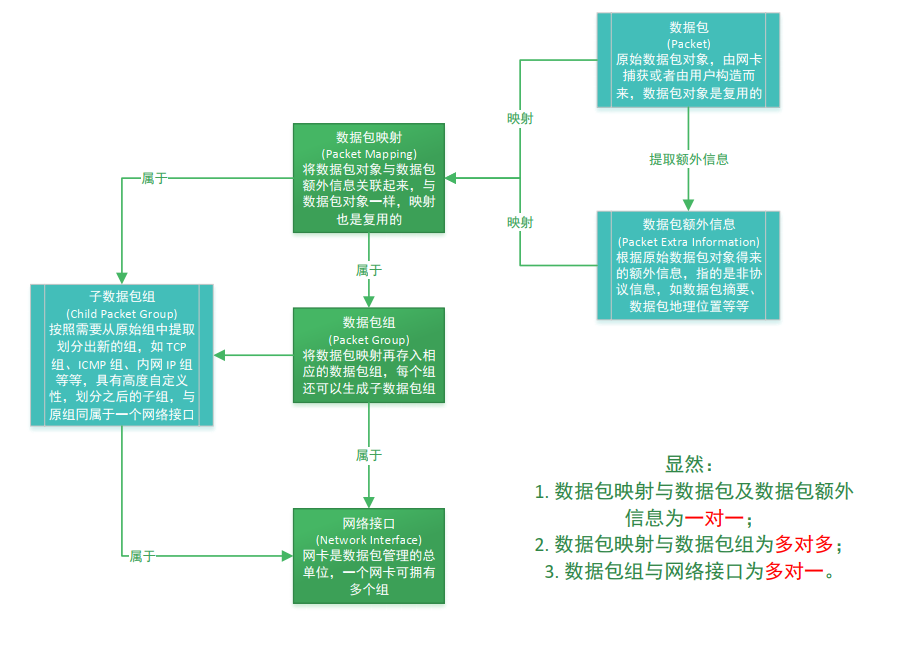 数据包
(Packet)
原始数据包对象，由网卡
捕获或者由用户构造而
来，数据包对象是复用的
映射
提取额外信息
数据包映射
(Packet Mapping)
将数据包对象与数据包
额外信息关联起来，与
数据包对象一样，映射
也是复用的
属于
映射
数据包额外信息
(Packet Extra Information)
根据原始数据包对象得来
的额外信息，指的是非协
议信息，如数据包摘要、
数据包地理位置等等
属于
子数据包组
(Child Packet Group)
按照需要从原始组中提取
划分出新的组，如 TCP
组、ICMP 组、内网 IP 组
等等，具有高度自定义
性，划分之后的子组，与
原组同属于一个网络接口
数据包组
(Packet Group)
将数据包映射再存入相
应的数据包组，每个组
还可以生成子数据包组
属于
网络接口
(Network Interface)
网卡是数据包管理的总
单位，一个网卡可拥有
多个组
属于
显然：
1. 数据包映射与数据包及数据包额外
信息为一对一；
2. 数据包映射与数据包组为多对多；
3. 数据包组与网络接口为多对一。